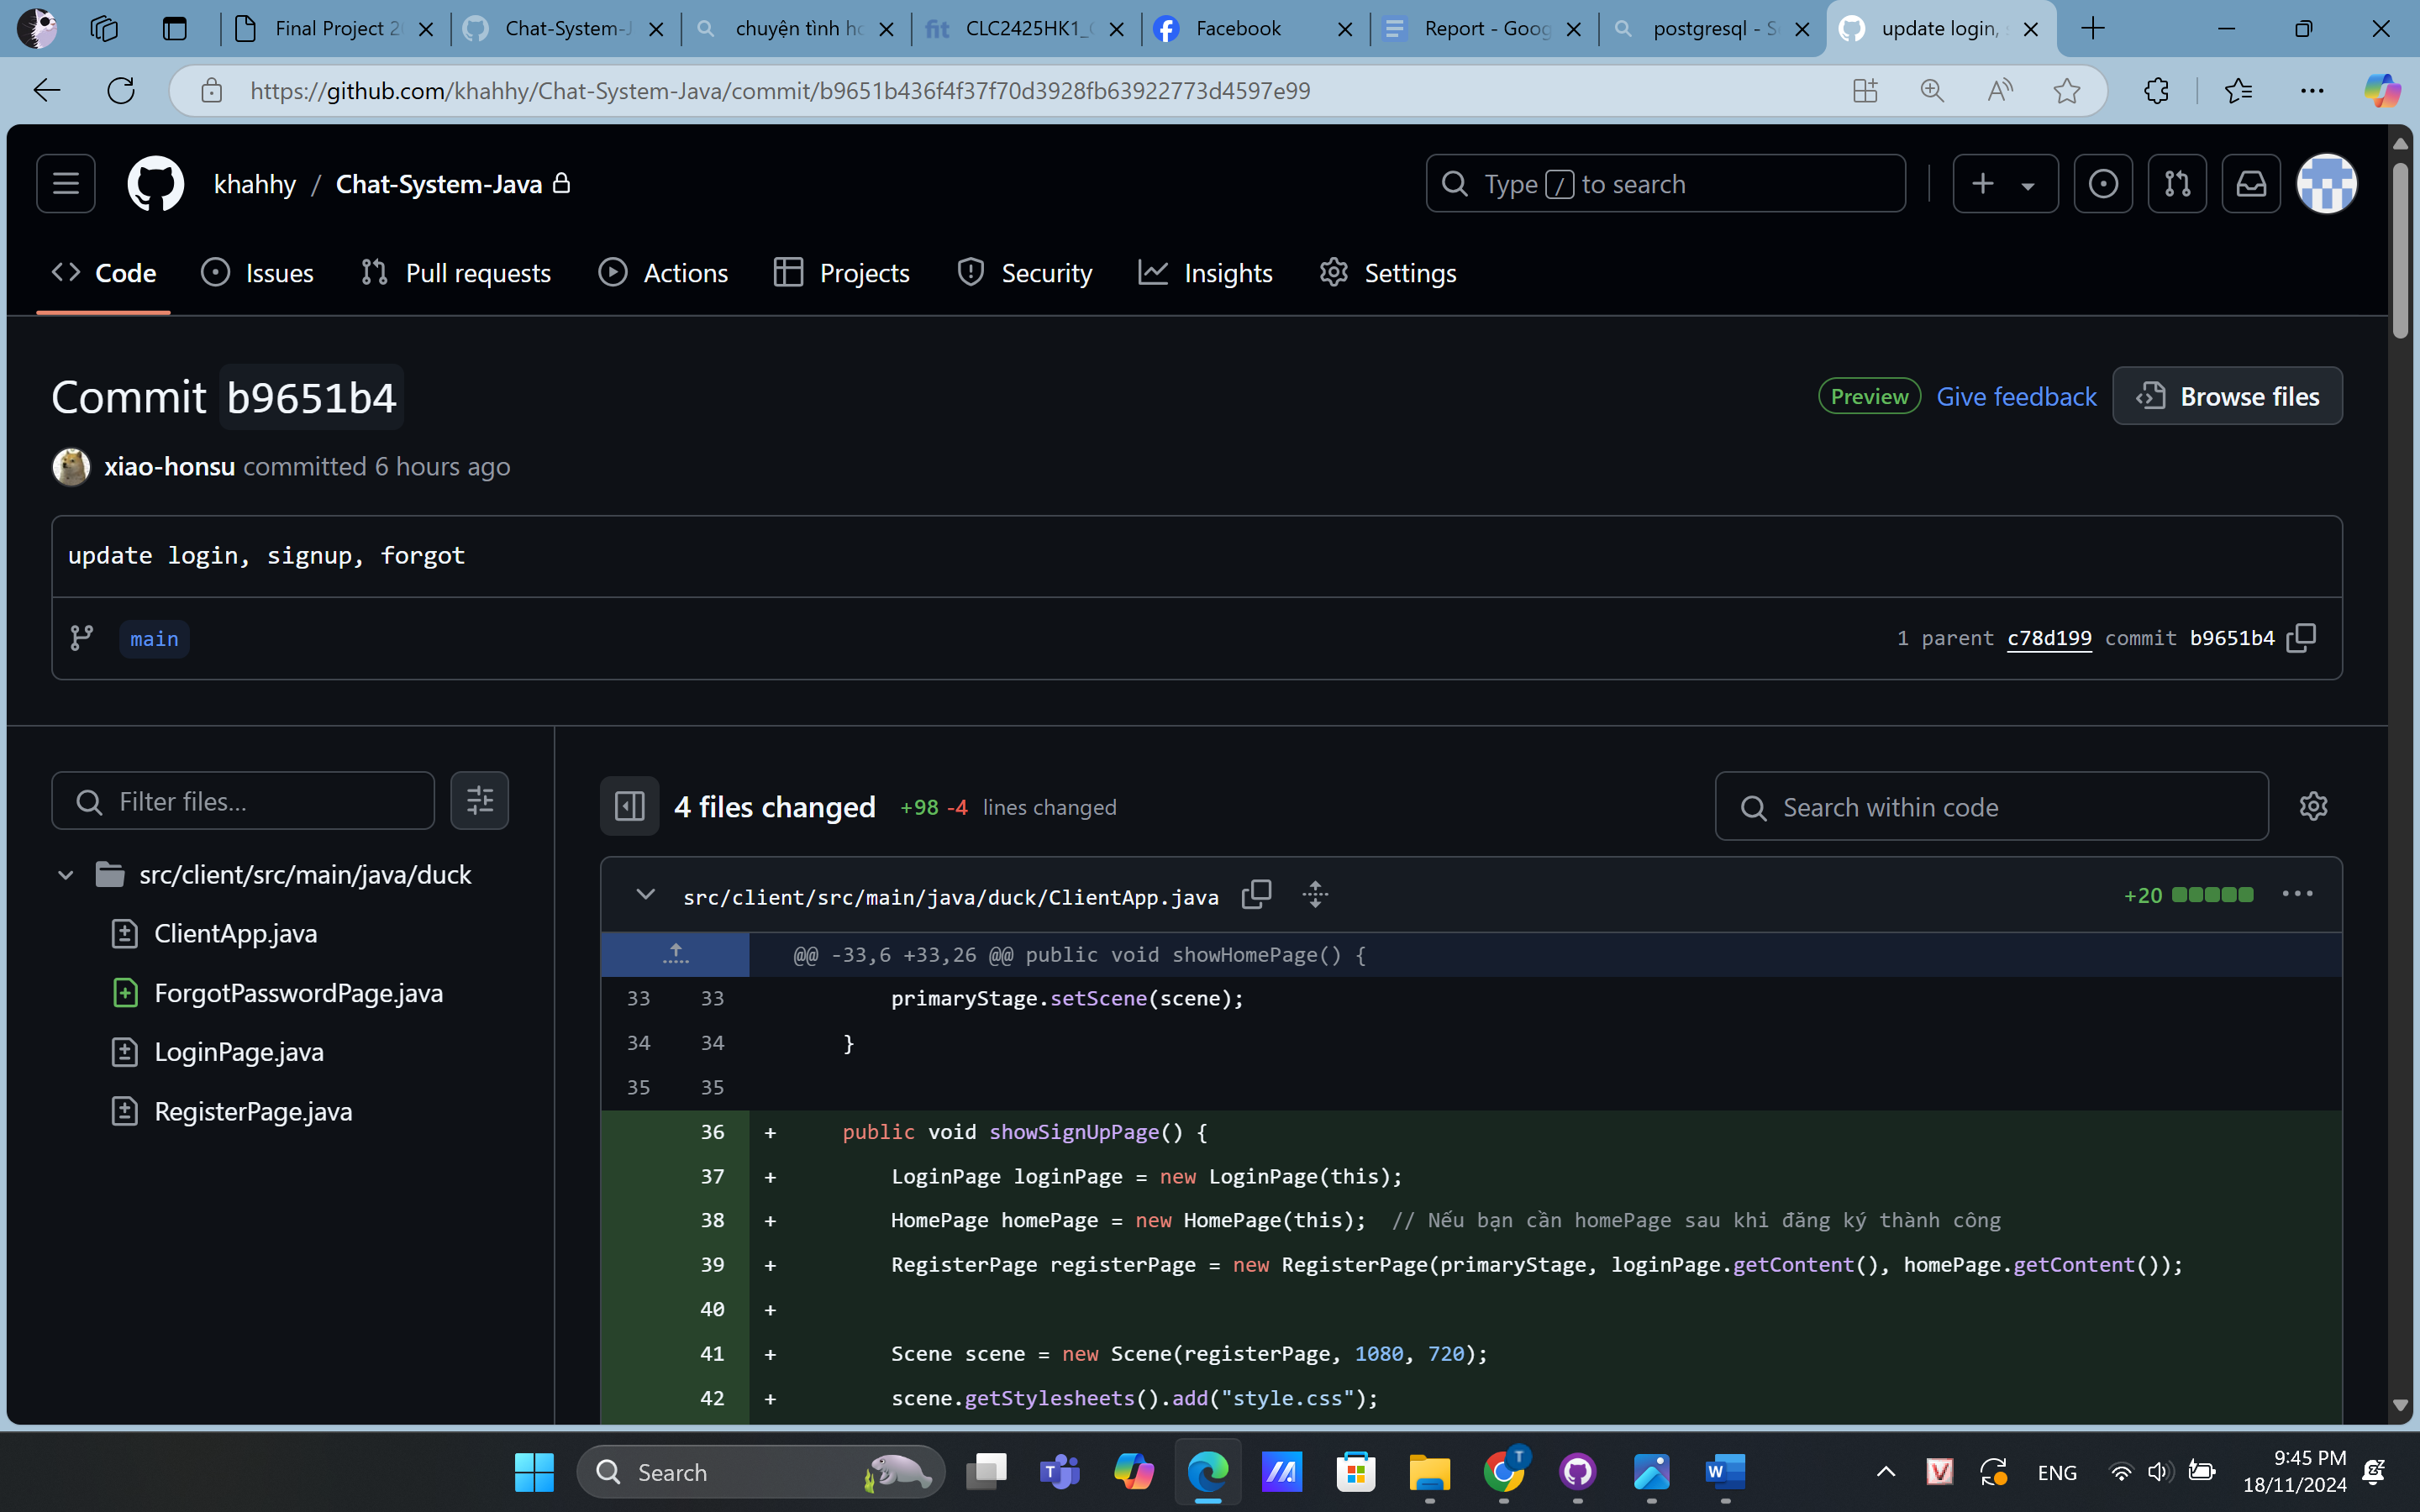 Final Project 2
Chat-System-J
chuyện tình ho
CLC2425HK1_
Facebook
Report - Goog
postgresql - S
update login,
https://github.com/khahhy/Chat-System-Java/commit/b9651b436f4f37f70d3928fb63922773d4597e99
khahhy / Chat-System-Java
Type / to search
Code
Issues
Pull requests
Actions
Projects
Security
Insights
Settings
Commit b9651b4
Preview
Give feedback
Browse files
xiao-honsu committed 6 hours ago
update login, signup, forgot
main
1 parent c78d199 commit b9651b4
Filter files...
src/client/src/main/java/duck
ClientApp.java
ForgotPasswordPage.java
LoginPage.java
RegisterPage.java
4 files changed +98 -4 lines changed
Search within code
src/client/src/main/java/duck/ClientApp.java
+20
@@ -33,6 +33,26 @@ public void showHomePage() {
33 33 primaryStage.setScene(scene);
34 34 }
35 35
36 + public void showSignUpPage() {
37 + LoginPage loginPage = new LoginPage(this);
38 + HomePage homePage = new HomePage(this); // Nếu bạn cần homePage sau khi đăng ký thành công
39 + RegisterPage registerPage = new RegisterPage(primaryStage, loginPage.getContent(), homePage.getContent());
40 +
41 + Scene scene = new Scene(registerPage, 1080, 720);
42 + scene.getStylesheets().add("style.css");
Search
ENG
9:45 PM
18/11/2024